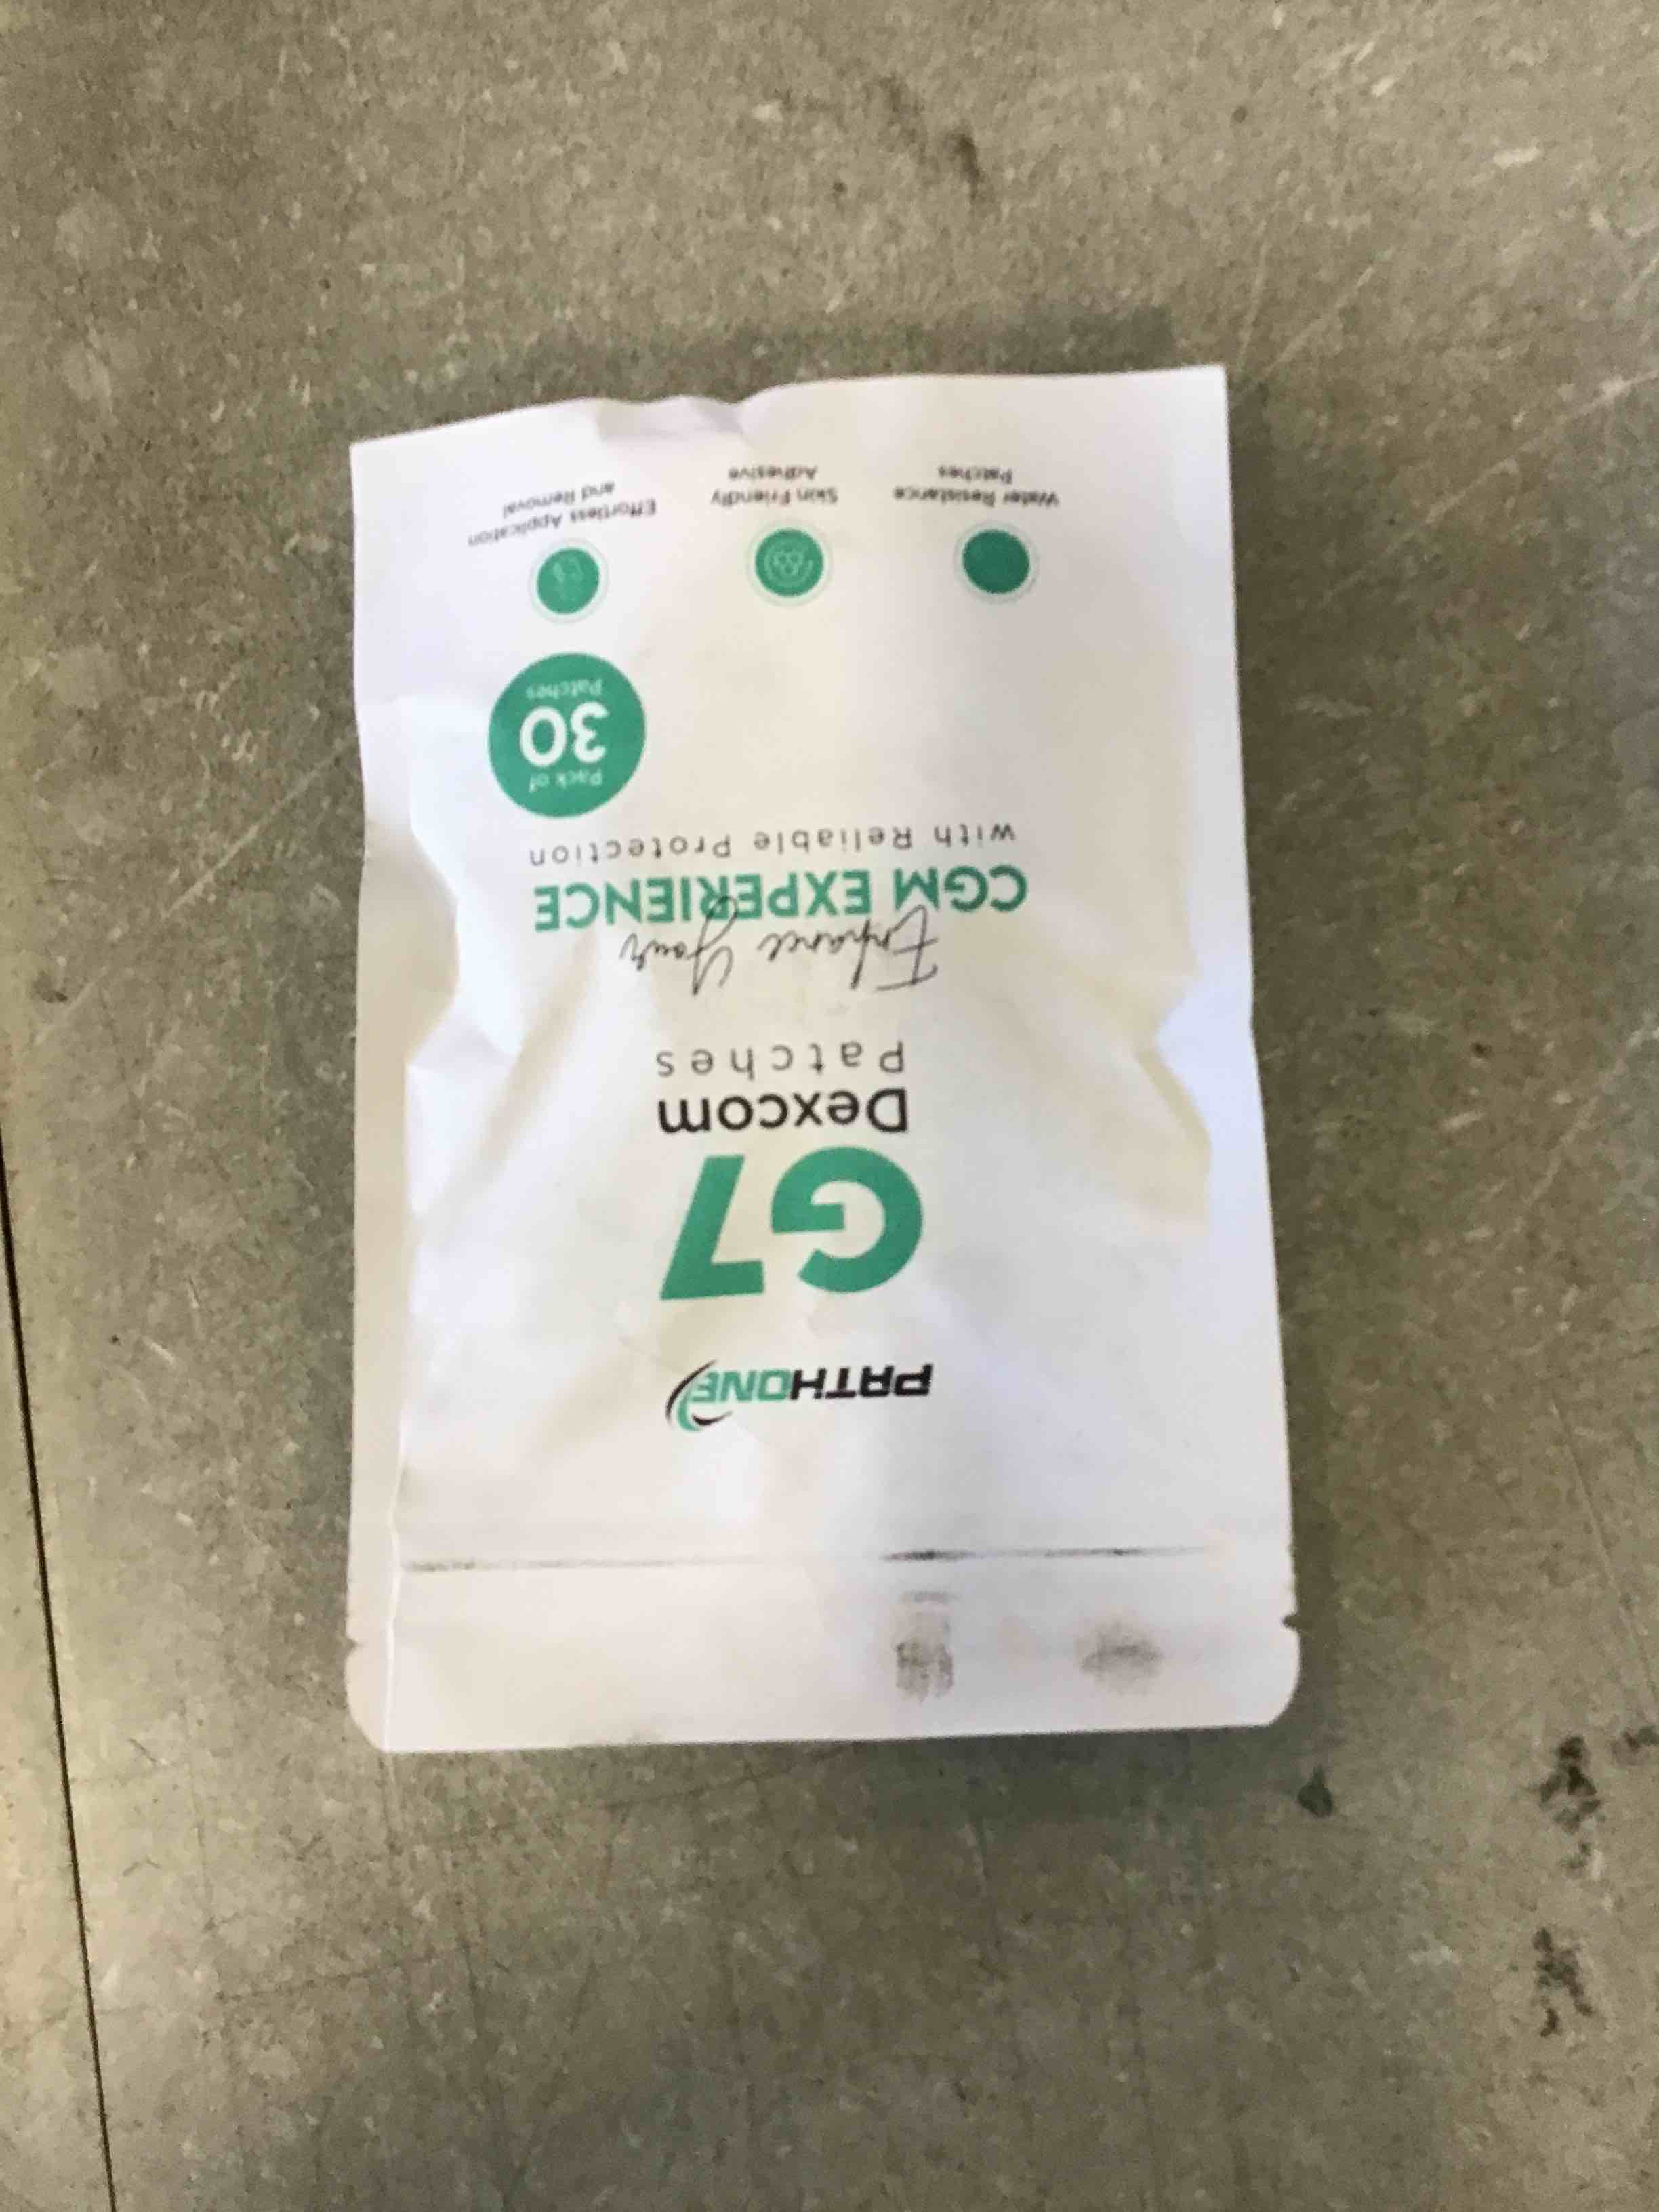 PATHONE
G7
Dexcom
Patches
Enhance Your
CGM EXPERIENCE
With Reliable Protection
Pack of
30
Patches
Water Resistance
Patches
Skin Friendly
Adhesive
Effortless Application
and Removal